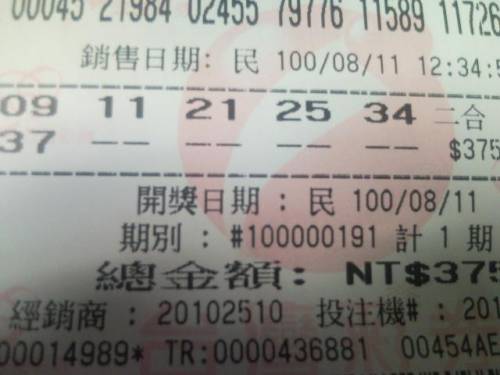 00045 21984 02455 79776 11589 11726
銷售日期: 民 100/08/11 12:34:5
09 11 21 25 34 二合
37 -- -- -- -- $375
開獎日期 : 民 100/08/11
期別 : #100000191 計 1 期
總金額: NT$375
經銷商 : 20102510 投注機# : 201
00014989* TR:0000436881 00454AE